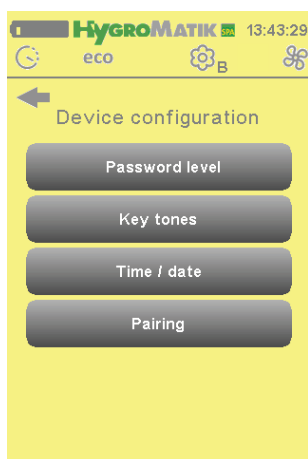 HYGROMATIK SPA 13:43:29
eco B
Device configuration
Password level
Key tones
Time / date
Pairing